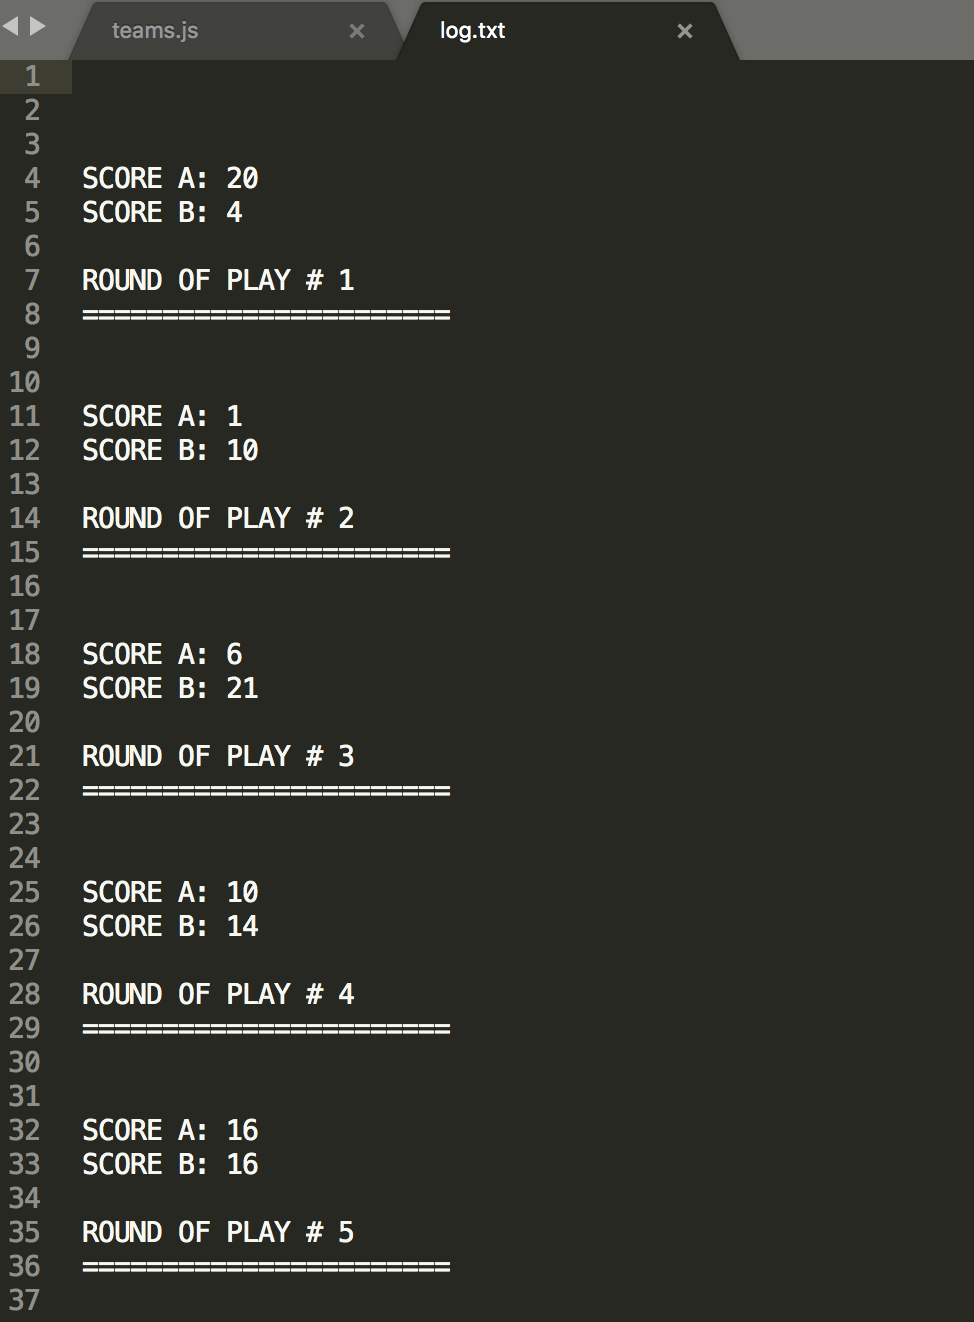 teams.js × log.txt ×
1
2
3
4 SCORE A: 20
5 SCORE B: 4
6
7 ROUND OF PLAY # 1
8 =======================
9
10
11 SCORE A: 1
12 SCORE B: 10
13
14 ROUND OF PLAY # 2
15 =======================
16
17
18 SCORE A: 6
19 SCORE B: 21
20
21 ROUND OF PLAY # 3
22 =======================
23
24
25 SCORE A: 10
26 SCORE B: 14
27
28 ROUND OF PLAY # 4
29 =======================
30
31
32 SCORE A: 16
33 SCORE B: 16
34
35 ROUND OF PLAY # 5
36 =======================
37